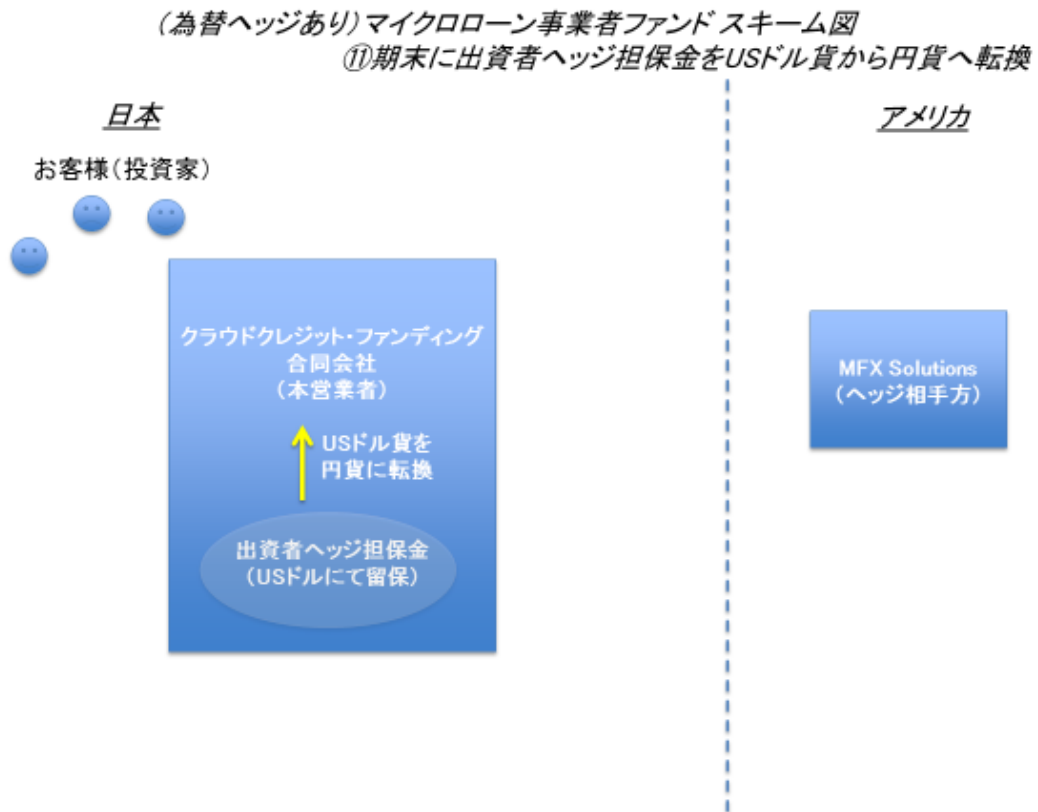 (為替ヘッジあり)マイクロローン事業者ファンド スキーム図
⑪期末に出資者ヘッジ担保金をUSドル貨から円貨へ転換
日本
アメリカ
お客様(投資家)
クラウドクレジット・ファンディング
合同会社
(本営業者)
USドル貨を
円貨に転換
出資者ヘッジ担保金
(USドルにて留保)
MFX Solutions
(ヘッジ相手方)